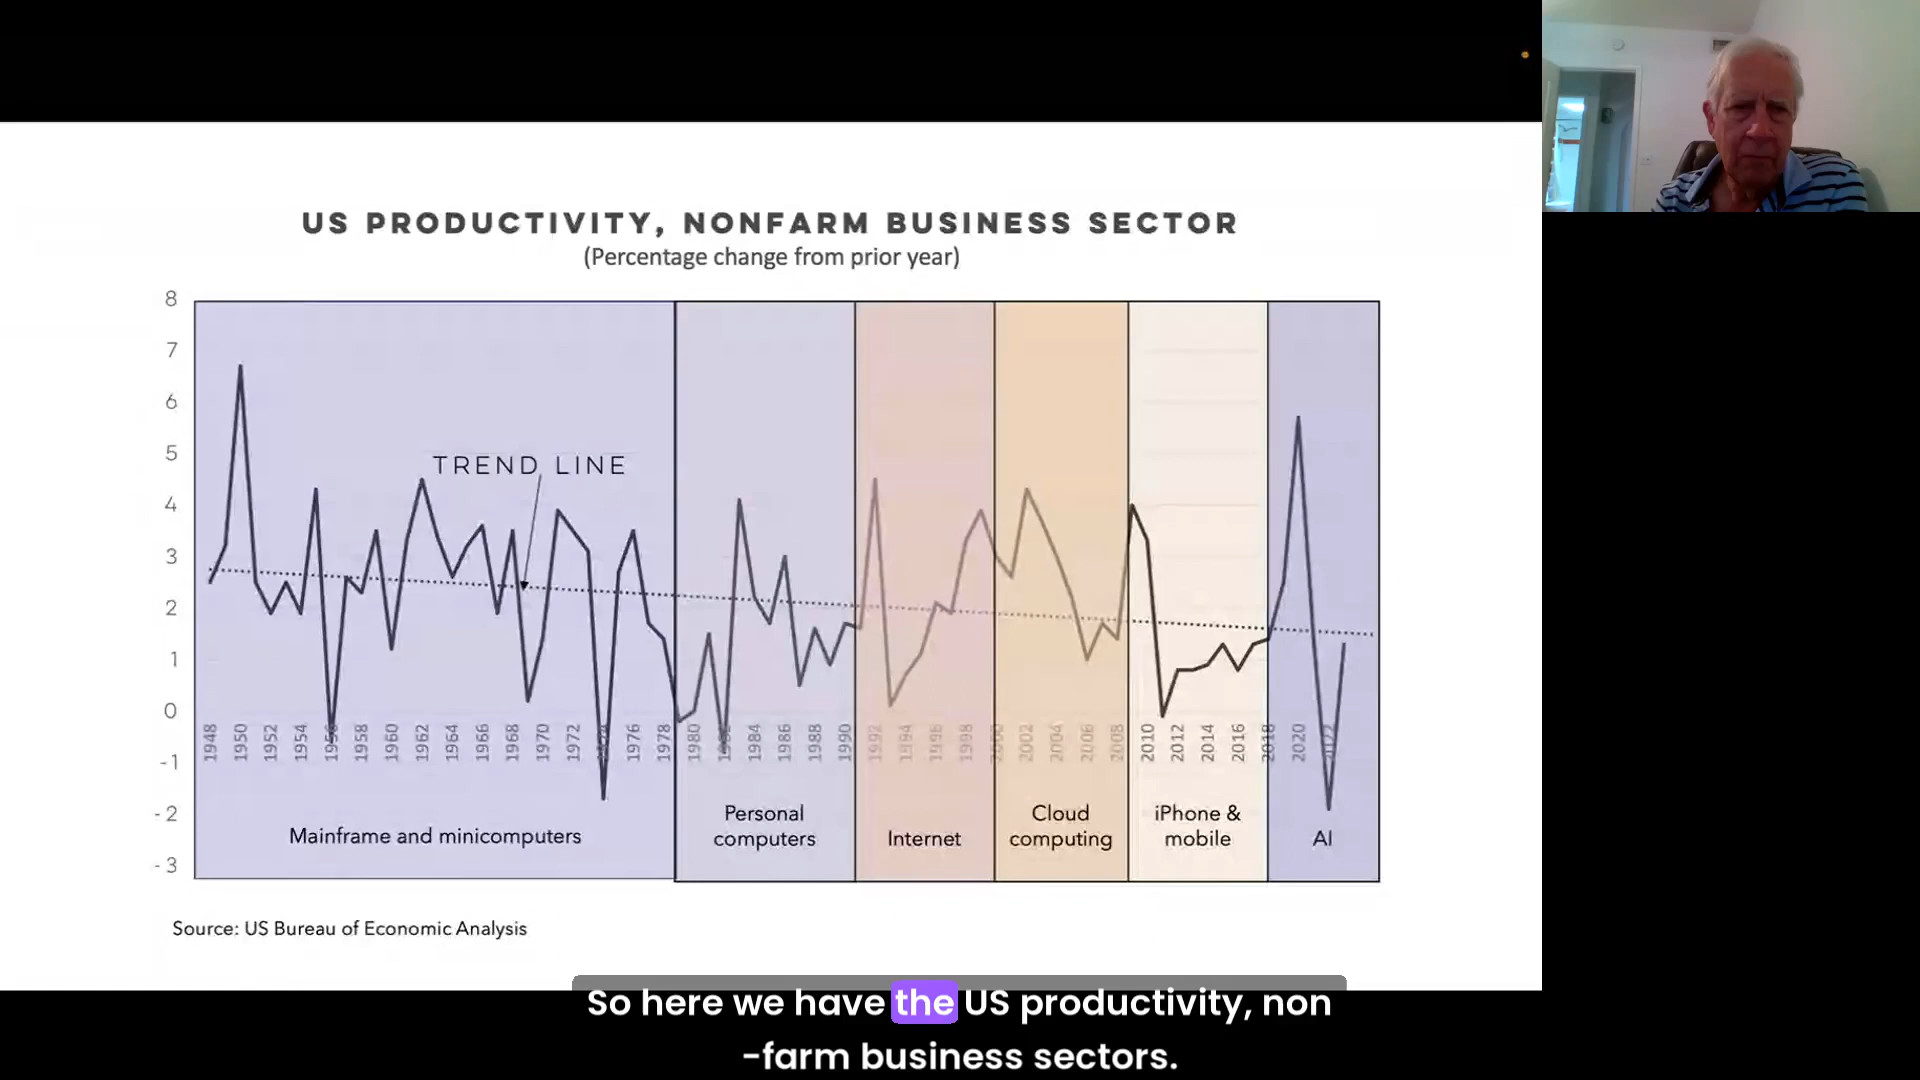 US PRODUCTIVITY, NONFARM BUSINESS SECTOR
(Percentage change from prior year)
8
7
6
5
4
3
2
1
0
-1
-2
-3
TREND LINE
1948 1950 1952 1954 1956 1958 1960 1962 1964 1966 1968 1970 1972 1974 1976 1978 1980 1984 1986 1988 1990 1992 1994 1996 1998 2000 2002 2004 2006 2008 2010 2012 2014 2016 2018 2020 2022
Mainframe and minicomputers
Personal
computers
Internet
Cloud
computing
iPhone &
mobile
AI
Source: US Bureau of Economic Analysis
So here we have the US productivity, non
-farm business sectors.